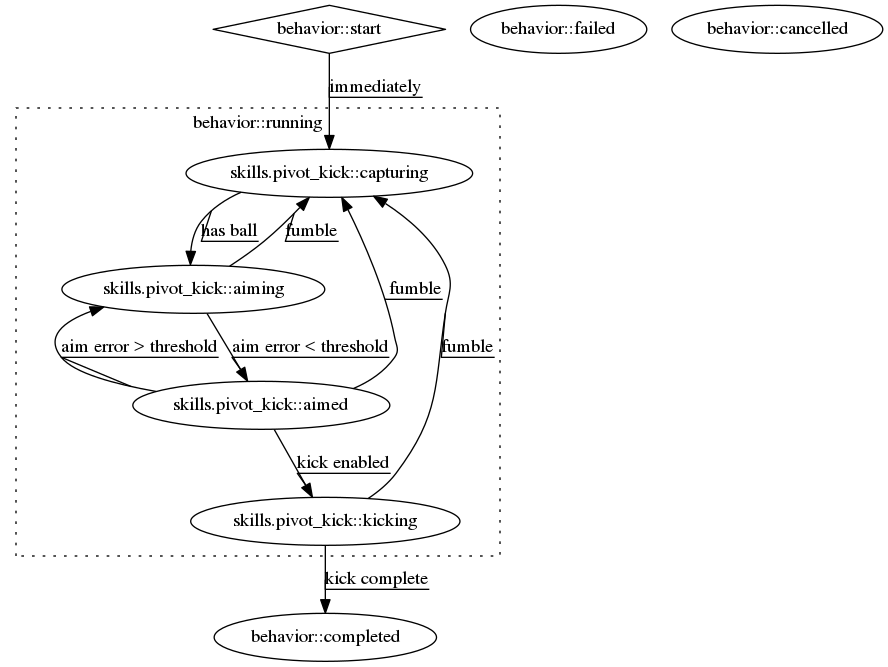 behavior::start
behavior::failed
behavior::cancelled
immediately
behavior::running
skills.pivot_kick::capturing
has ball
fumble
skills.pivot_kick::aiming
fumble
aim error > threshold
aim error < threshold
fumble
skills.pivot_kick::aimed
kick enabled
skills.pivot_kick::kicking
kick complete
behavior::completed